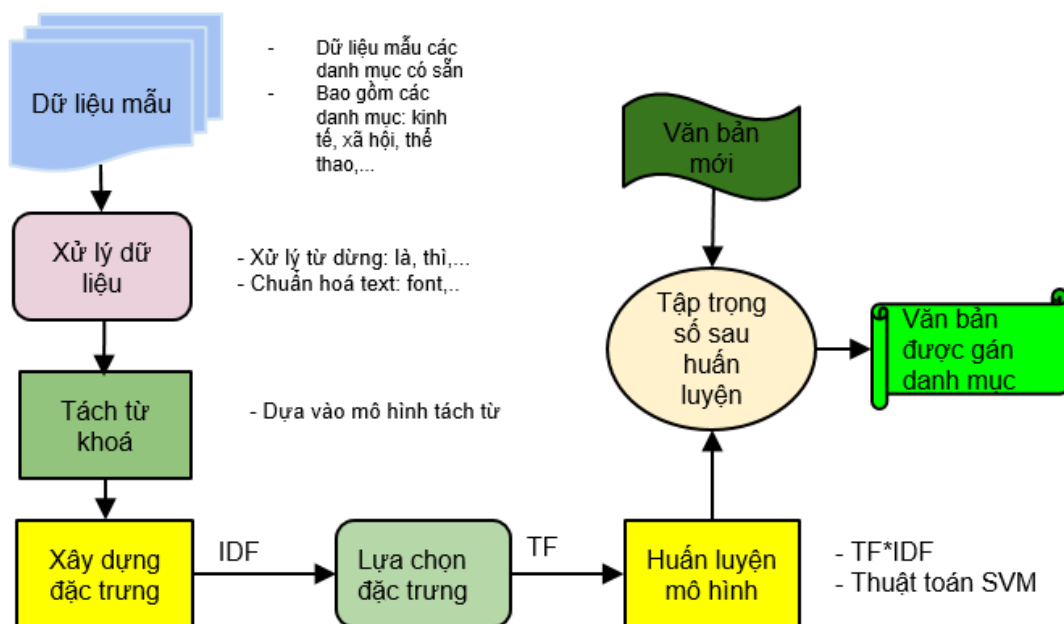 Dữ liệu mẫu
- Dữ liệu mẫu các
danh mục có sẵn
- Bao gồm các
danh mục: kinh
tế, xã hội, thể
thao,...
Xử lý dữ
liệu
- Xử lý từ dừng: là, thì,...
- Chuẩn hoá text: font,..
Tách từ
khoá
- Dựa vào mô hình tách từ
Xây dựng
đặc trưng
IDF
Lựa chọn
đặc trưng
TF
Huấn luyện
mô hình
- TF*IDF
- Thuật toán SVM
Văn bản
mới
Tập trọng
số sau
huấn
luyện
Văn bản
được gán
danh mục